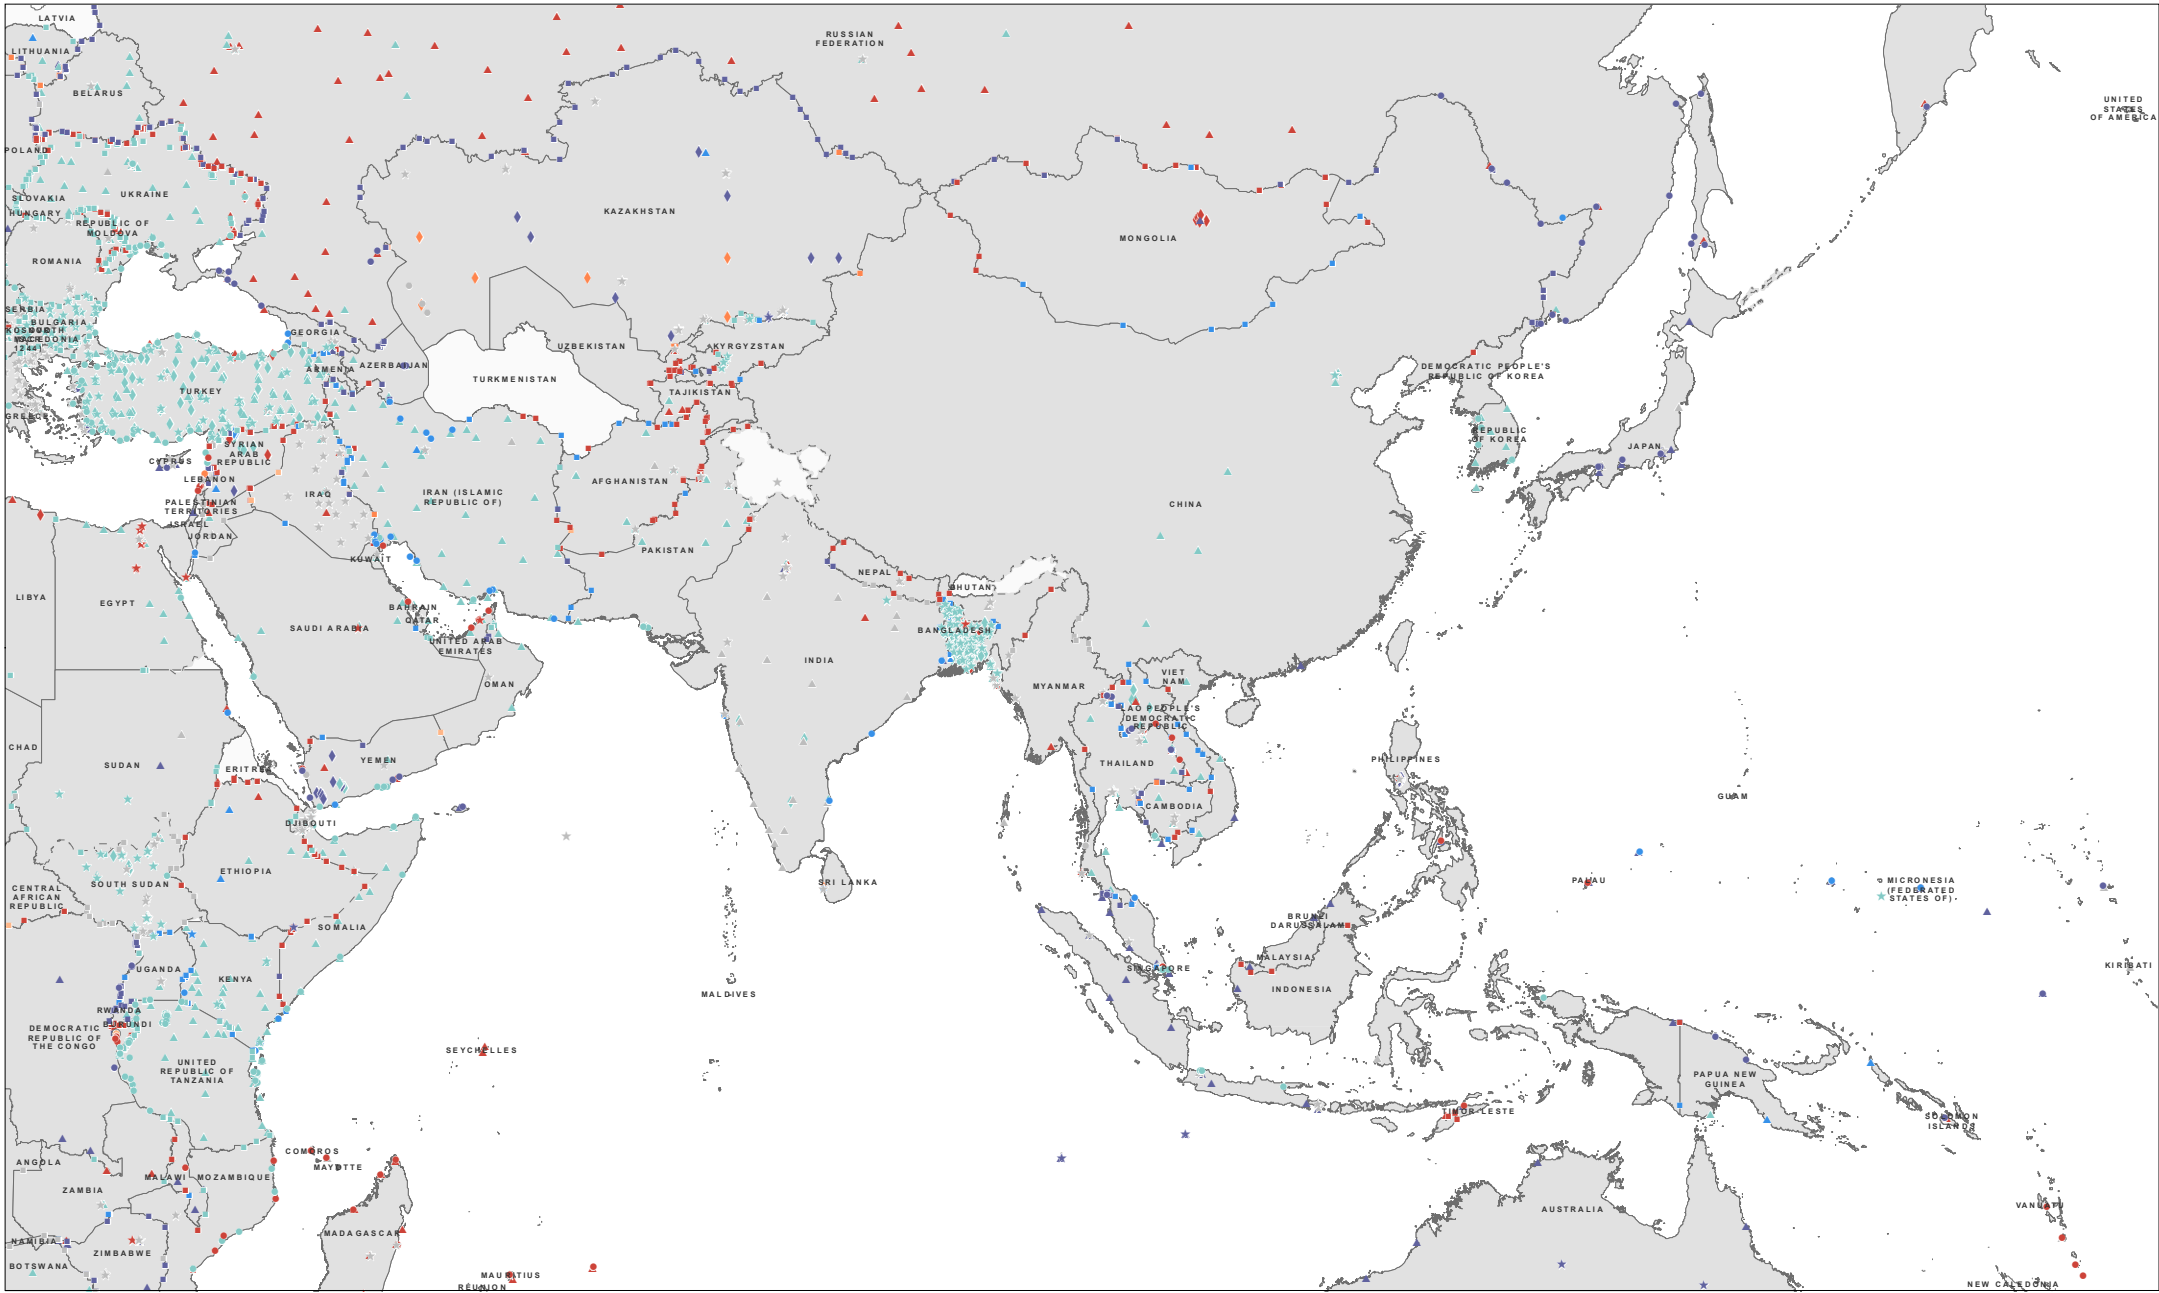 LATVIA
RUSSIAN
FEDERATION
LITHUANIA
BELARUS
UNITED
STATES
OF AMERICA
POLAND
UKRAINE
SLOVAKIA
HUNGARY
REPUBLIC OF
MOLDOVA
KAZAKHSTAN
MONGOLIA
ROMANIA
SERBIA
BULGARIA
NORTH
MACEDONIA
1244)
GEORGIA
UZBEKISTAN
KYRGYZSTAN
ARMENIA
AZERBAIJAN
TURKMENISTAN
DEMOCRATIC PEOPLE'S
REPUBLIC OF KOREA
TURKEY
TAJIKISTAN
GREECE
REPUBLIC
OF KOREA
JAPAN
SYRIAN
ARAB
REPUBLIC
CYPRUS
LEBANON
IRAQ
IRAN (ISLAMIC
REPUBLIC OF)
AFGHANISTAN
CHINA
PALESTINIAN
TERRITORIES
ISRAEL
JORDAN
KUWAIT
PAKISTAN
NEPAL
BHUTAN
LIBYA
EGYPT
BAHRAIN
QATAR
SAUDI ARABIA
UNITED ARAB
EMIRATES
BANGLADESH
INDIA
OMAN
MYANMAR
VIET
NAM
LAO PEOPLE'S
DEMOCRATIC
REPUBLIC
CHAD
SUDAN
ERITREA
YEMEN
THAILAND
PHILIPPINES
GUAM
CAMBODIA
DJIBOUTI
ETHIOPIA
SOUTH SUDAN
CENTRAL
AFRICAN
REPUBLIC
SRI LANKA
PALAU
MICRONESIA
(FEDERATED
STATES OF)
SOMALIA
BRUNEI
DARUSSALAM
MALAYSIA
UGANDA
KENYA
SINGAPORE
INDONESIA
KIRIBATI
MALDIVES
RWANDA
BURUNDI
DEMOCRATIC
REPUBLIC OF
THE CONGO
SEYCHELLES
UNITED
REPUBLIC OF
TANZANIA
PAPUA NEW
GUINEA
TIMOR-LESTE
SOLOMON
ISLANDS
COMOROS
MAYOTTE
ANGOLA
ZAMBIA
MALAWI
MOZAMBIQUE
VANUATU
AUSTRALIA
MADAGASCAR
NAMIBIA
ZIMBABWE
BOTSWANA
MAURITIUS
RÉUNION
NEW CALEDONIA